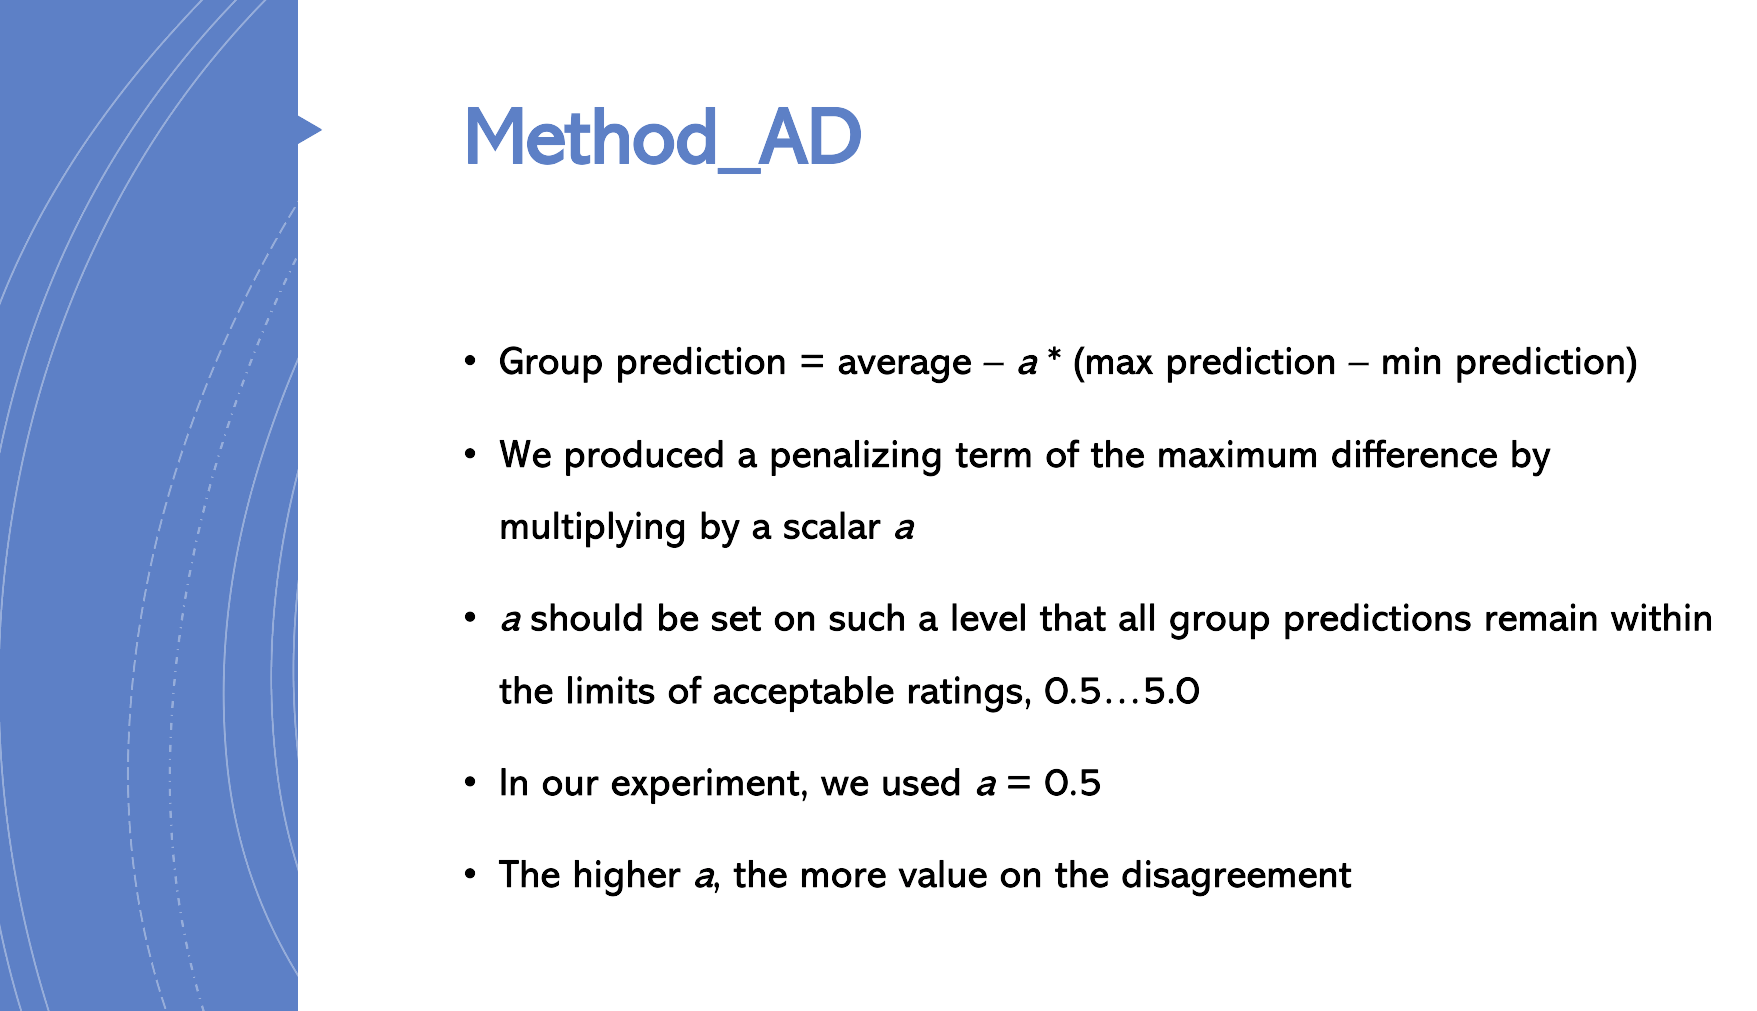 Method_AD
• Group prediction = average – a * (max prediction – min prediction)
• We produced a penalizing term of the maximum difference by
multiplying by a scalar a
• a should be set on such a level that all group predictions remain within
the limits of acceptable ratings, 0.5…5.0
• In our experiment, we used a = 0.5
• The higher a, the more value on the disagreement